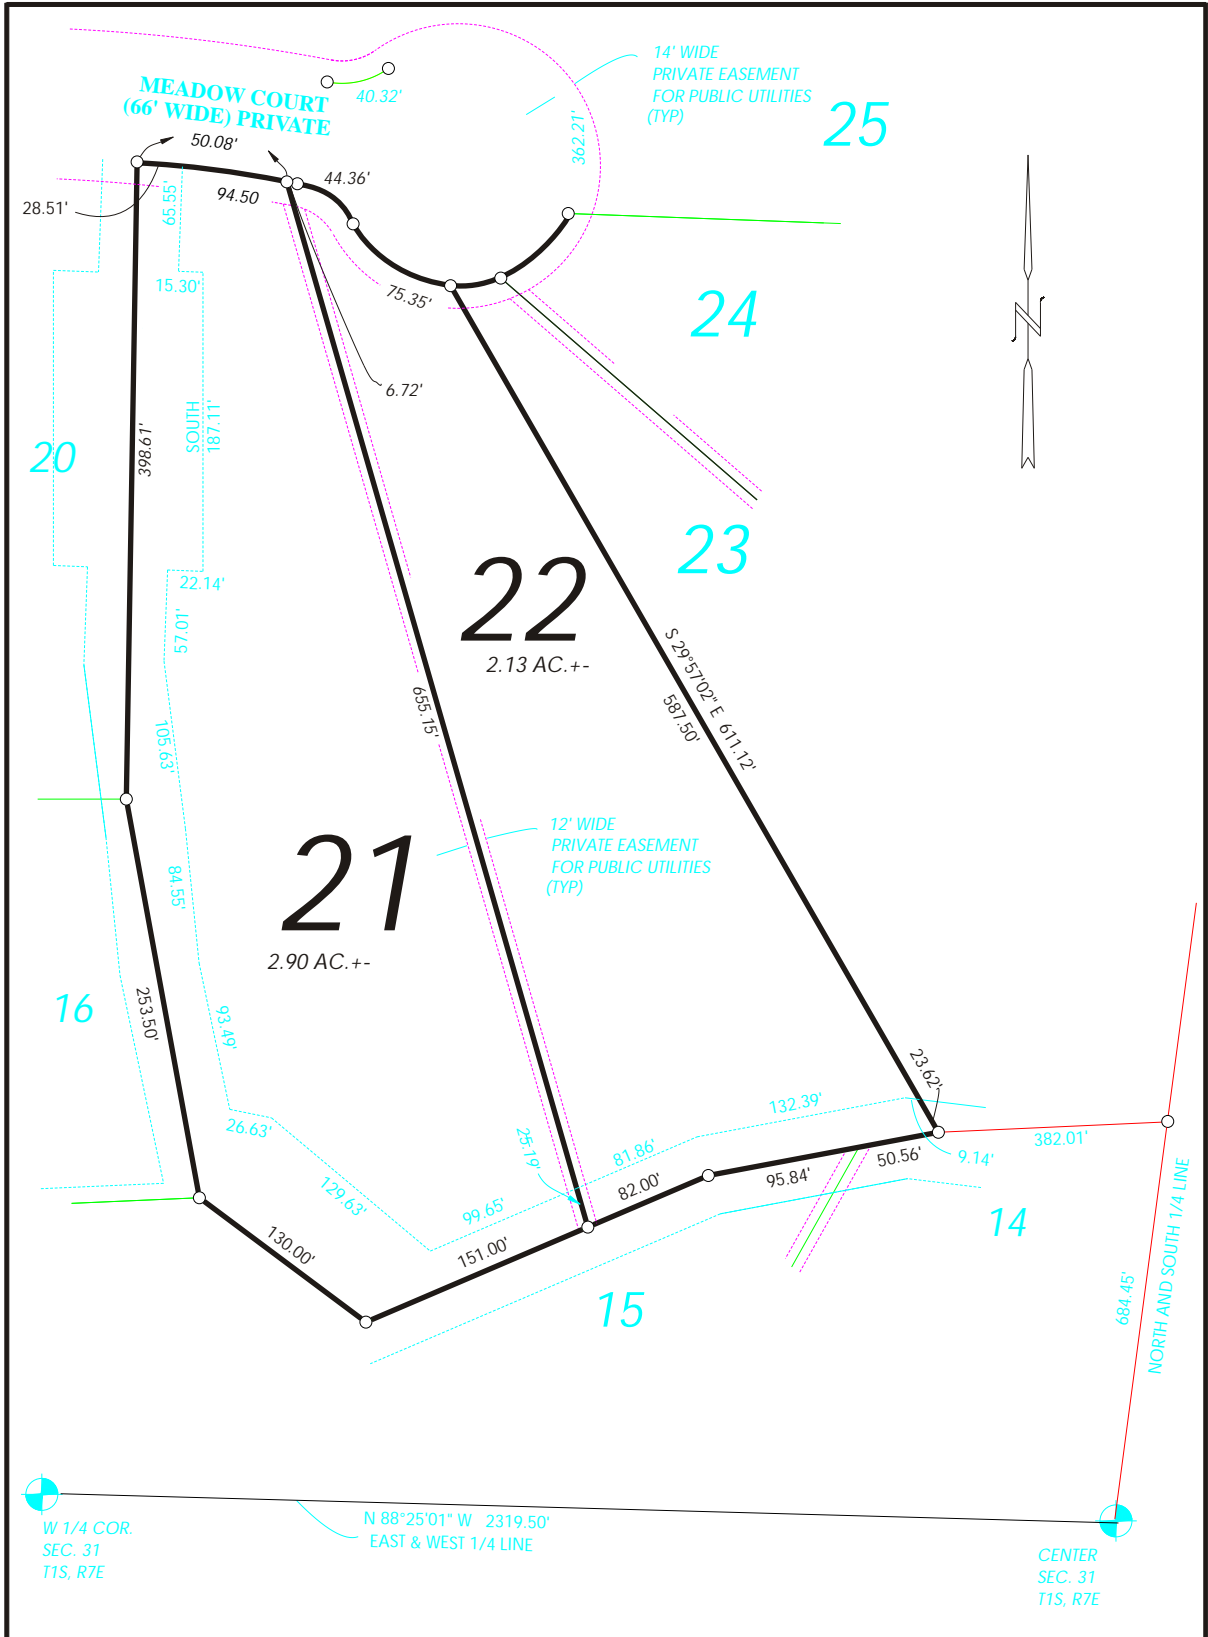 14' WIDE
PRIVATE EASEMENT
FOR PUBLIC UTILITIES
(TYP)
25
MEADOW COURT
(66' WIDE) PRIVATE
40.32'
362.21'
50.08'
44.36'
94.50
28.51'
65.55'
15.30'
75.35'
24
6.72'
398.61'
SOUTH
187.11'
20
23
22
2.13 AC.+-
22.14'
57.01'
S 29°57'02" E 611.12'
587.50'
655.15'
105.63'
12' WIDE
PRIVATE EASEMENT
FOR PUBLIC UTILITIES
(TYP)
21
2.90 AC.+-
84.55'
16
253.50'
93.49'
26.63'
129.63'
99.65'
25.19'
81.86'
132.39'
23.62'
9.14'
382.01'
82.00'
95.84'
50.56'
130.00'
151.00'
14
15
684.45'
NORTH AND SOUTH 1/4 LINE
N
N 88°25'01" W 2319.50'
EAST & WEST 1/4 LINE
W 1/4 COR.
SEC. 31
T1S, R7E
CENTER
SEC. 31
T1S, R7E